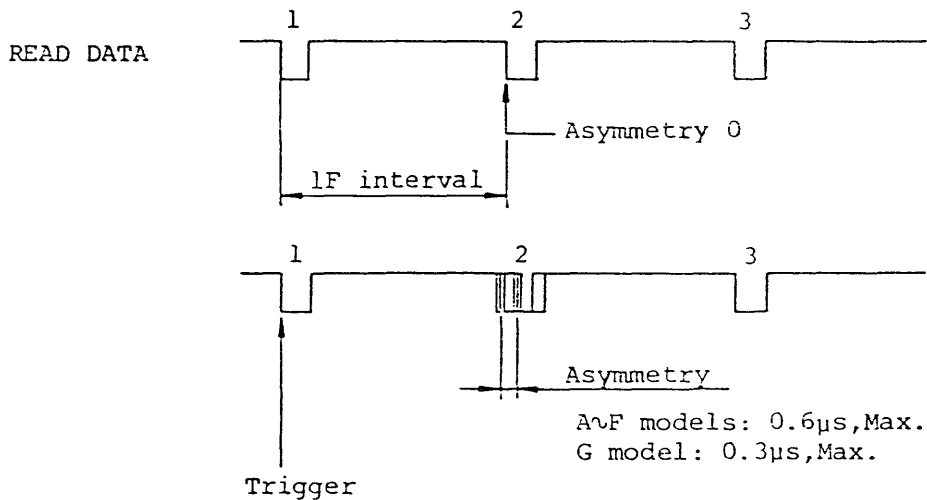 1 2 3
READ DATA
Asymmetry 0
1F interval
1 2 3
Asymmetry
A∿F models: 0.6µs,Max.
G model: 0.3µs,Max.
Trigger